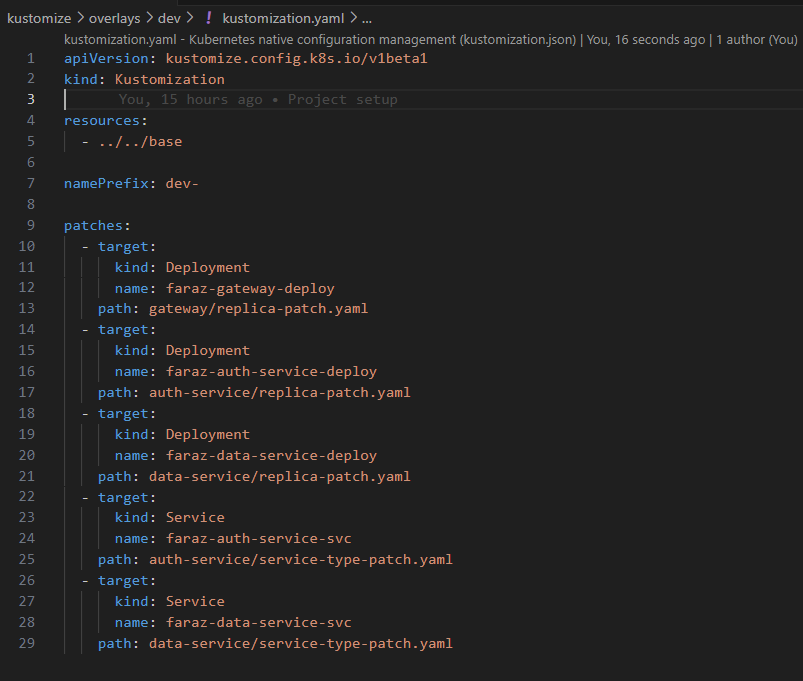 kustomize > overlays > dev > ! kustomization.yaml > ...
kustomization.yaml - Kubernetes native configuration management (kustomization.json) | You, 16 seconds ago | 1 author (You)
1 apiVersion: kustomize.config.k8s.io/v1beta1
2 kind: Kustomization
3 You, 15 hours ago • Project setup
4 resources:
5   - ../../base
6
7 namePrefix: dev-
8
9 patches:
10   - target:
11       kind: Deployment
12       name: faraz-gateway-deploy
13     path: gateway/replica-patch.yaml
14   - target:
15       kind: Deployment
16       name: faraz-auth-service-deploy
17     path: auth-service/replica-patch.yaml
18   - target:
19       kind: Deployment
20       name: faraz-data-service-deploy
21     path: data-service/replica-patch.yaml
22   - target:
23       kind: Service
24       name: faraz-auth-service-svc
25     path: auth-service/service-type-patch.yaml
26   - target:
27       kind: Service
28       name: faraz-data-service-svc
29     path: data-service/service-type-patch.yaml